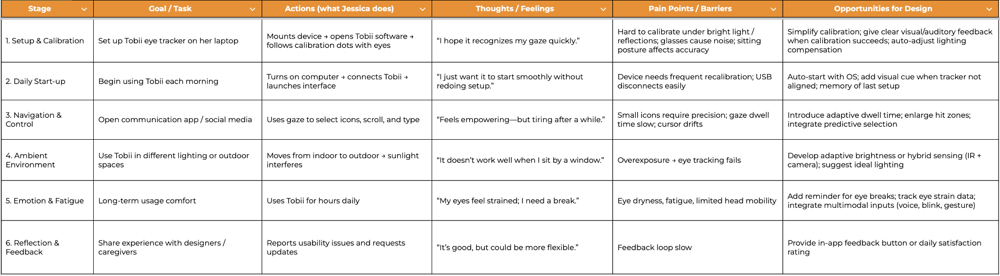 Stage
Goal / Task
Actions (what Jessica does)
Thoughts / Feelings
Pain Points / Barriers
Opportunities for Design
1. Setup & Calibration
Set up Tobii eye tracker on her laptop
Mounts device → opens Tobii software →
follows calibration dots with eyes
“I hope it recognizes my gaze quickly.”
Hard to calibrate under bright light /
reflections; glasses cause noise; sitting
posture affects accuracy
Simplify calibration; give clear visual/auditory feedback
when calibration succeeds; auto-adjust lighting
compensation
2. Daily Start-up
Begin using Tobii each morning
Turns on computer → connects Tobii →
launches interface
“I just want it to start smoothly without
redoing setup.”
Device needs frequent recalibration; USB
disconnects easily
Auto-start with OS; add visual cue when tracker not
aligned; memory of last setup
3. Navigation &
Control
Open communication app / social media
Uses gaze to select icons, scroll, and type
“Feels empowering—but tiring after a while.”
Small icons require precision; gaze dwell
time slow; cursor drifts
Introduce adaptive dwell time; enlarge hit zones;
integrate predictive selection
4. Ambient
Environment
Use Tobii in different lighting or outdoor
spaces
Moves from indoor to outdoor → sunlight
interferes
“It doesn’t work well when I sit by a window.”
Overexposure → eye tracking fails
Develop adaptive brightness or hybrid sensing (IR +
camera); suggest ideal lighting
5. Emotion & Fatigue
Long-term usage comfort
Uses Tobii for hours daily
“My eyes feel strained; I need a break.”
Eye dryness, fatigue, limited head mobility
Add reminder for eye breaks; track eye strain data;
integrate multimodal inputs (voice, blink, gesture)
6. Reflection &
Feedback
Share experience with designers /
caregivers
Reports usability issues and requests
updates
“It’s good, but could be more flexible.”
Feedback loop slow
Provide in-app feedback button or daily satisfaction
rating